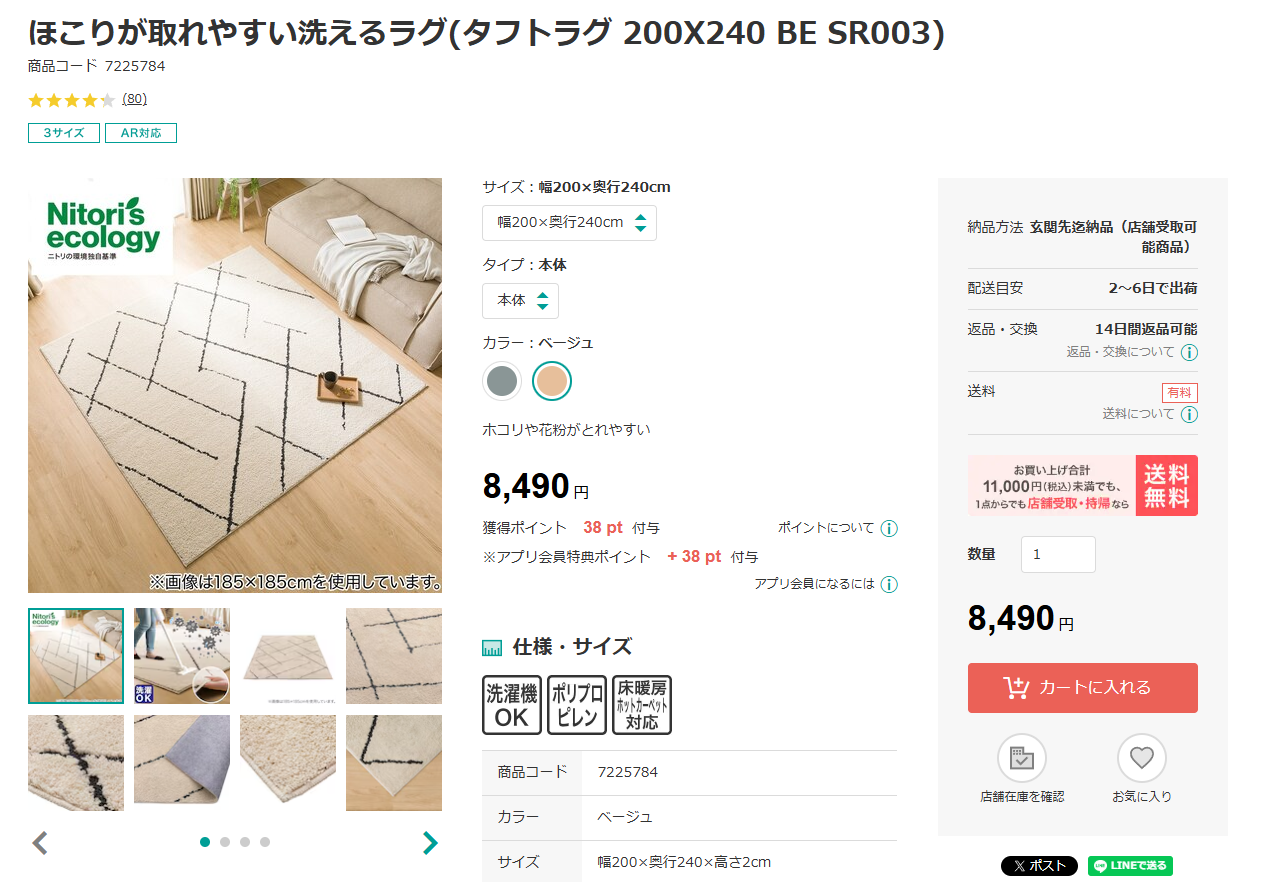 ほこりが取れやすい洗えるラグ(タフトラグ 200X240 BE SR003)
商品コード 7225784
(80)
3サイズ AR対応
Nitori's
ecology
ニトリの環境独自基準
※画像は185×185cmを使用しています。
Nitori's
ecology
洗濯
OK
サイズ：幅200×奥行240cm
幅200×奥行240cm
タイプ：本体
本体
カラー：ベージュ
ホコリや花粉がとれやすい
8,490円
獲得ポイント 38 pt 付与 ポイントについて
※アプリ会員特典ポイント + 38 pt 付与
アプリ会員になるには
仕様・サイズ
洗濯機
OK
ポリプロ
ピレン
床暖房
ホットカーペット
対応
商品コード 7225784
カラー ベージュ
サイズ 幅200×奥行240×高さ2cm
納品方法 玄関先迄納品（店舗受取可
能商品）
配送目安 2〜6日で出荷
返品・交換 14日間返品可能
返品・交換について
送料 有料
送料について
お買い上げ合計
11,000円(税込)未満でも、
1点からでも店舗受取・持帰なら
送料
無料
数量 1
8,490円
カートに入れる
店舗在庫を確認 お気に入り
X ポスト LINEで送る